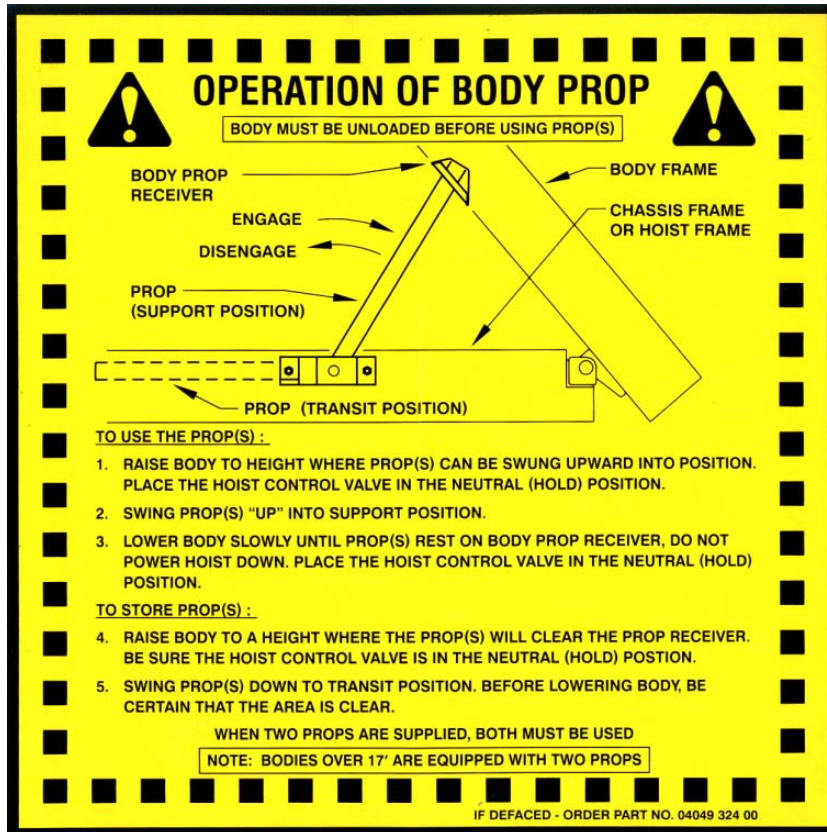 OPERATION OF BODY PROP
BODY MUST BE UNLOADED BEFORE USING PROP(S)
BODY PROP
RECEIVER
BODY FRAME
ENGAGE
CHASSIS FRAME
OR HOIST FRAME
DISENGAGE
PROP
(SUPPORT POSITION)
PROP (TRANSIT POSITION)
TO USE THE PROP(S) :
1. RAISE BODY TO HEIGHT WHERE PROP(S) CAN BE SWUNG UPWARD INTO POSITION.
PLACE THE HOIST CONTROL VALVE IN THE NEUTRAL (HOLD) POSITION.
2. SWING PROP(S) “UP” INTO SUPPORT POSITION.
3. LOWER BODY SLOWLY UNTIL PROP(S) REST ON BODY PROP RECEIVER, DO NOT
POWER HOIST DOWN. PLACE THE HOIST CONTROL VALVE IN THE NEUTRAL (HOLD)
POSITION.
TO STORE PROP(S) :
4. RAISE BODY TO A HEIGHT WHERE THE PROP(S) WILL CLEAR THE PROP RECEIVER.
BE SURE THE HOIST CONTROL VALVE IS IN THE NEUTRAL (HOLD) POSTION.
5. SWING PROP(S) DOWN TO TRANSIT POSITION. BEFORE LOWERING BODY, BE
CERTAIN THAT THE AREA IS CLEAR.
WHEN TWO PROPS ARE SUPPLIED, BOTH MUST BE USED
NOTE: BODIES OVER 17′ ARE EQUIPPED WITH TWO PROPS
IF DEFACED - ORDER PART NO. 04049 324 00